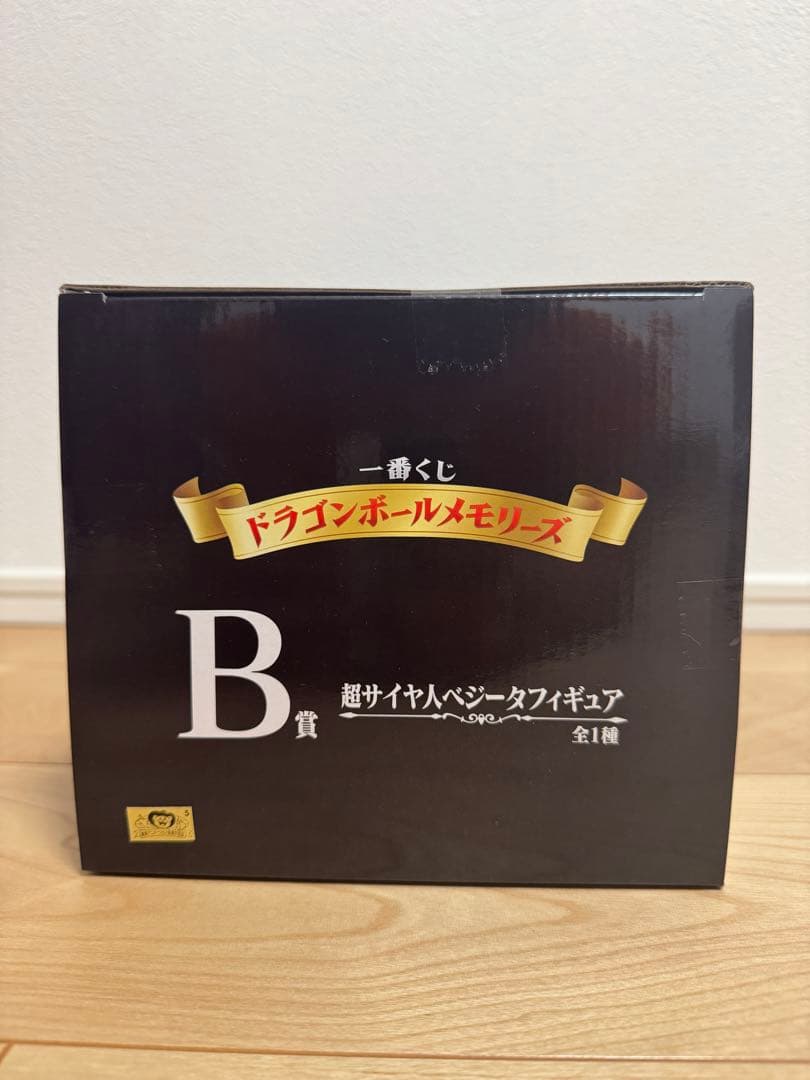 一番くじ
ドラゴンボールメモリーズ
B賞
超サイヤ人ベジータフィギュア
全1種
5